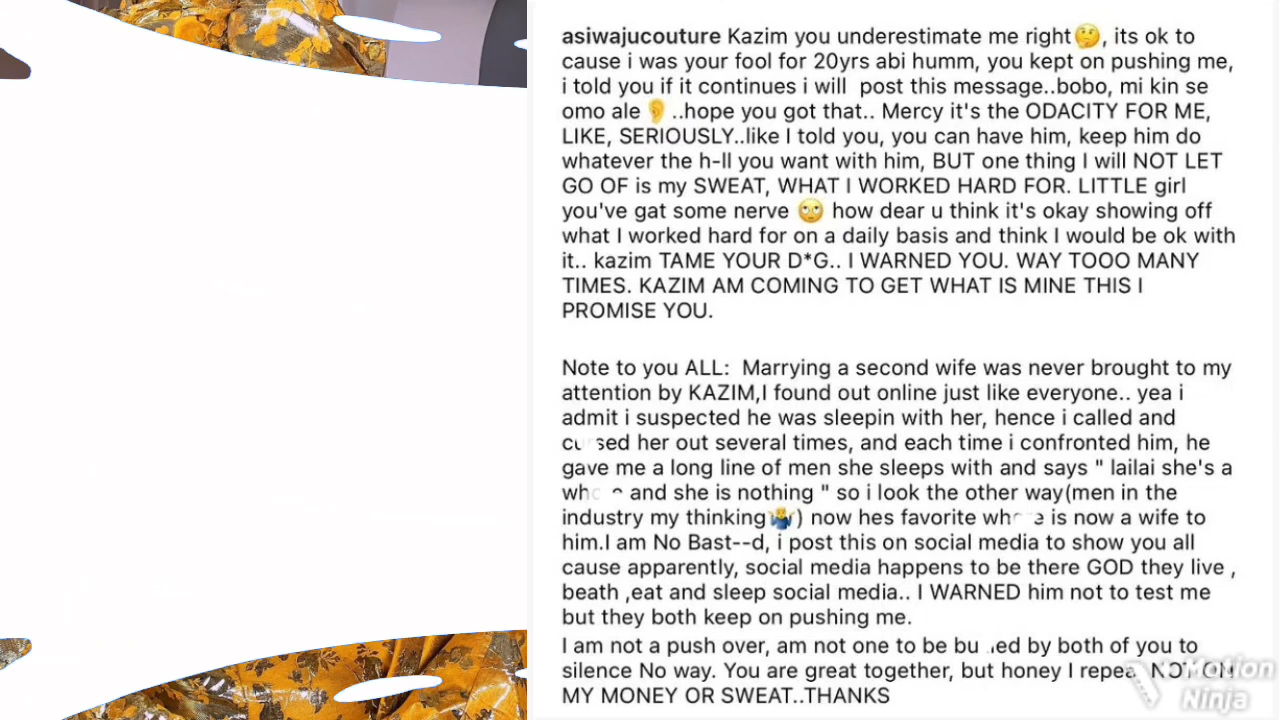 asiwajucouture Kazim you underestimate me right🤔, its ok to
cause i was your fool for 20yrs abi humm, you kept on pushing me,
i told you if it continues i will post this message..bobo, mi kin se
omo ale 👂..hope you got that.. Mercy it's the ODACITY FOR ME,
LIKE, SERIOUSLY..like I told you, you can have him, keep him do
whatever the h-ll you want with him, BUT one thing I will NOT LET
GO OF is my SWEAT, WHAT I WORKED HARD FOR. LITTLE girl
you've gat some nerve 🙄 how dear u think it's okay showing off
what I worked hard for on a daily basis and think I would be ok with
it.. kazim TAME YOUR D*G.. I WARNED YOU. WAY TOOO MANY
TIMES. KAZIM AM COMING TO GET WHAT IS MINE THIS I
PROMISE YOU.
Note to you ALL: Marrying a second wife was never brought to my
attention by KAZIM,I found out online just like everyone.. yea i
admit i suspected he was sleepin with her, hence i called and
her out several times, and each time i confronted him, he
gave me a long line of men she sleeps with and says " lailai she's a
and she is nothing " so i look the other way(men in the
industry my thinking🤷‍♂️) now hes favorite is now a wife to
him.I am No Bast--d, i post this on social media to show you all
cause apparently, social media happens to be there GOD they live ,
beath ,eat and sleep social media.. I WARNED him not to test me
but they both keep on pushing me.
I am not a push over, am not one to be by both of you to
silence No way. You are great together, but honey I NOT ON
MY MONEY OR SWEAT..THANKS
Motion
Ninja